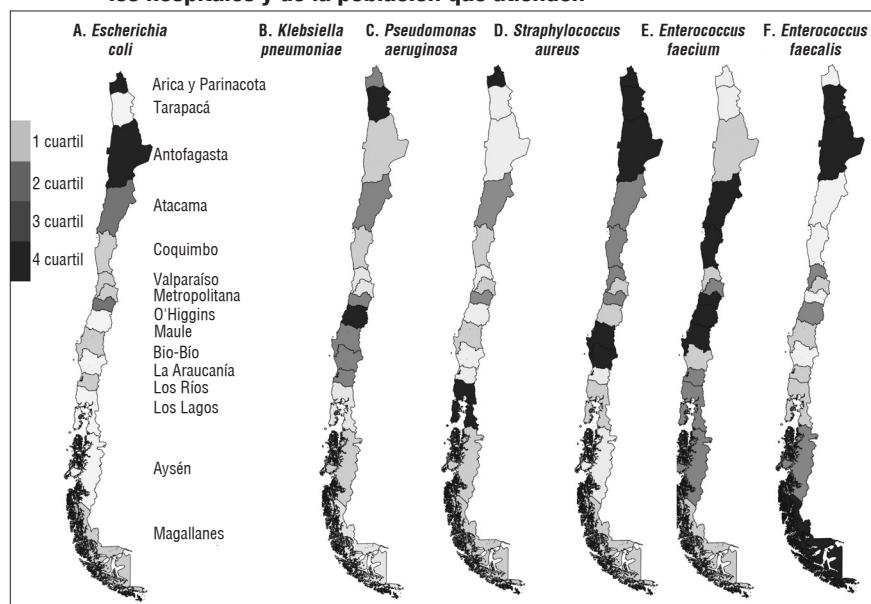 los hospitales y de la población que atienden
A. Escherichia coli
B. Klebsiella pneumoniae
C. Pseudomonas aeruginosa
D. Straphylococcus aureus
E. Enterococcus faecium
F. Enterococcus faecalis
1 cuartil
2 cuartil
3 cuartil
4 cuartil
Arica y Parinacota
Tarapacá
Antofagasta
Atacama
Coquimbo
Valparaíso
Metropolitana
O'Higgins
Maule
Bio-Bío
La Araucanía
Los Ríos
Los Lagos
Aysén
Magallanes